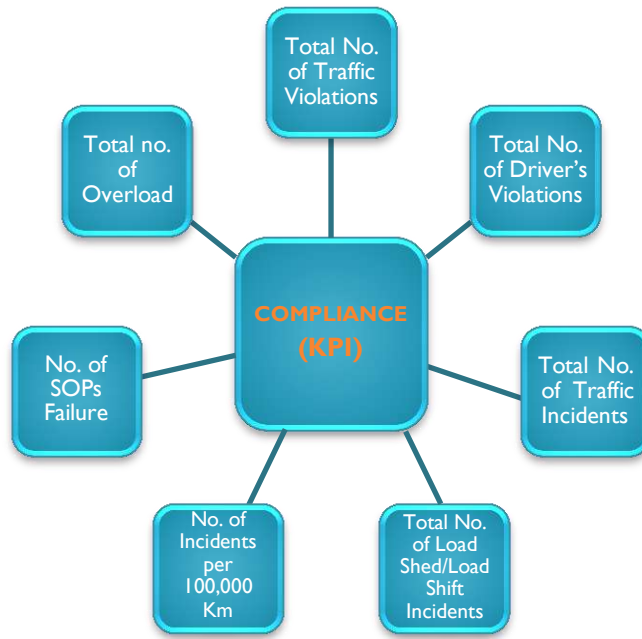 Total No.
of Traffic
Violations
Total no.
of
Overload
Total No.
of Driver's
Violations
COMPLIANCE
(KPI)
No. of
SOPs
Failure
Total No.
of Traffic
Incidents
No. of
Incidents
per
100,000
Km
Total No.
of Load
Shed/Load
Shift
Incidents